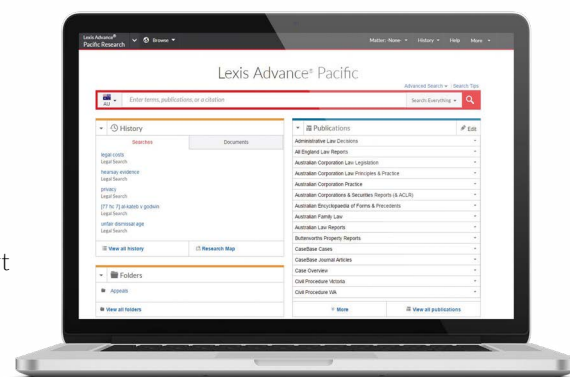 Lexis Advance®
Pacific Research
Browse
Matter: -None-
History
Help
More
Lexis Advance® Pacific
Advanced Search
Search Tips
AU
Enter terms, publications, or a citation
Search Everything
History
Searches
Documents
legal costs
Legal Search
hearsay evidence
Legal Search
privacy
Legal Search
[77 hc 7] al-kateb v godwin
Legal Search
unfair dismissal age
Legal Search
View all history
Research Map
Folders
Appeals
View all folders
Publications
Edit
Administrative Law Decisions
All England Law Reports
Australian Corporation Law Legislation
Australian Corporation Law Principles & Practice
Australian Corporation Practice
Australian Corporations & Securities Reports (& ACLR)
Australian Encyclopaedia of Forms & Precedents
Australian Family Law
Australian Law Reports
Butterworths Property Reports
CaseBase Cases
CaseBase Journal Articles
Case Overview
Civil Procedure Victoria
Civil Procedure WA
More
View all publications